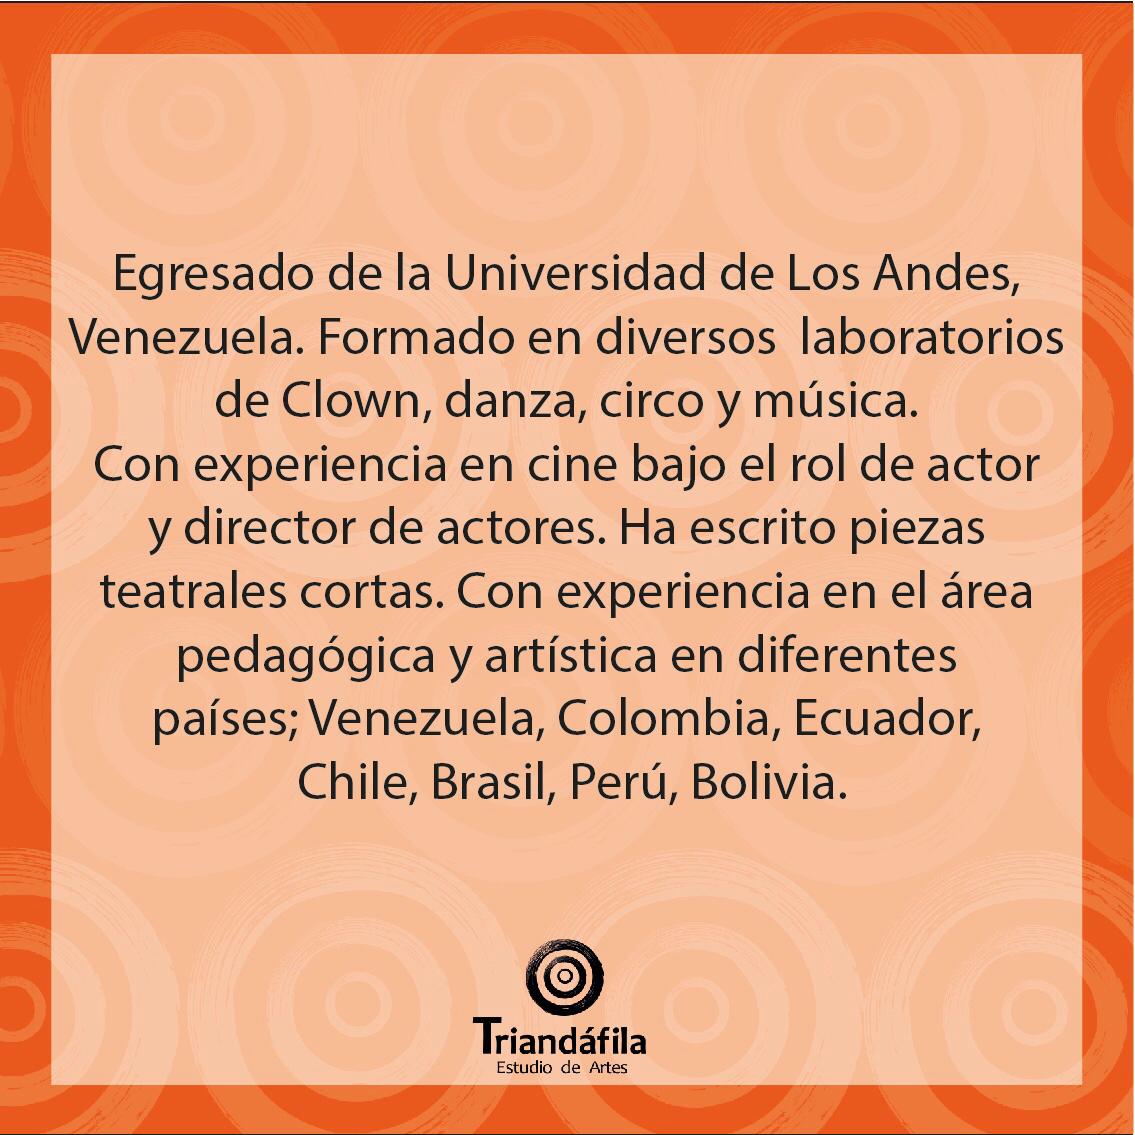 Egresado de la Universidad de Los Andes,
Venezuela. Formado en diversos  laboratorios
de Clown, danza, circo y música.
Con experiencia en cine bajo el rol de actor
y director de actores. Ha escrito piezas
teatrales cortas. Con experiencia en el área
pedagógica y artística en diferentes
países; Venezuela, Colombia, Ecuador,
Chile, Brasil, Perú, Bolivia.
Triandáfila
Estudio de Artes